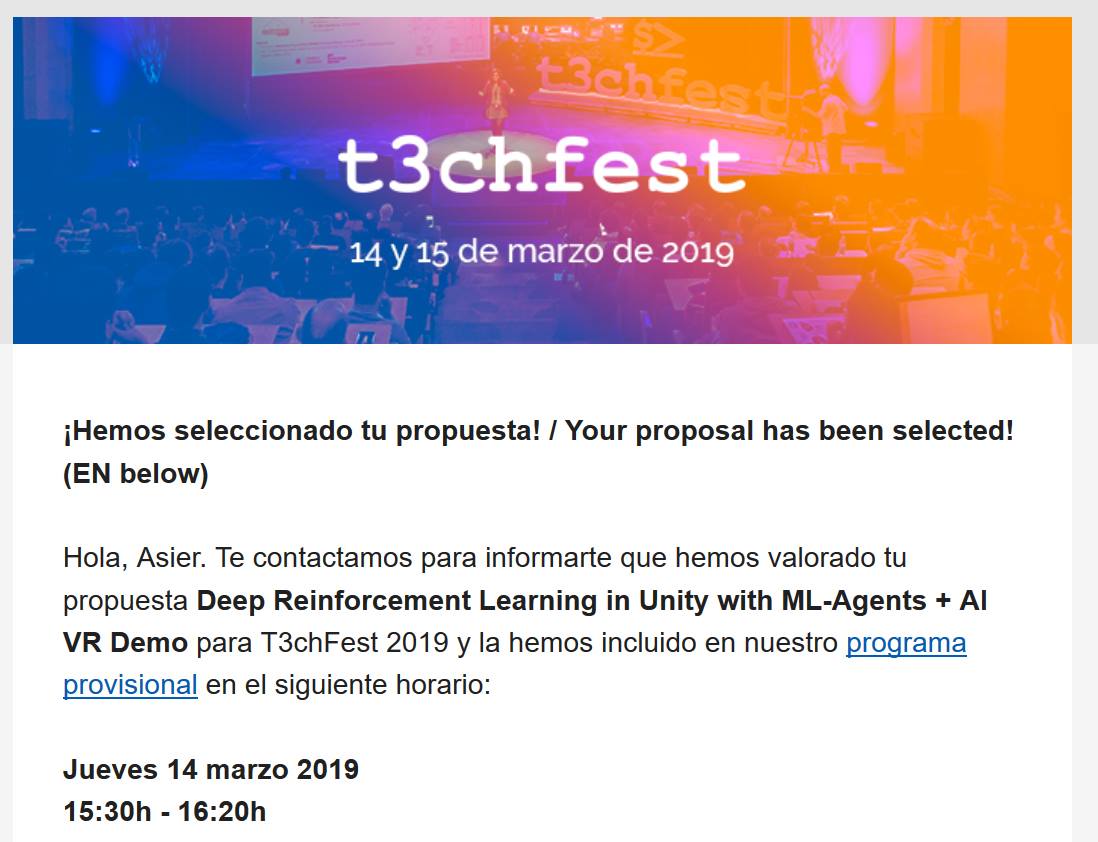 $>
t3chfest
t3chfest
14 y 15 de marzo de 2019
¡Hemos seleccionado tu propuesta! / Your proposal has been selected!
(EN below)
Hola, Asier. Te contactamos para informarte que hemos valorado tu
propuesta Deep Reinforcement Learning in Unity with ML-Agents + AI
VR Demo para T3chFest 2019 y la hemos incluido en nuestro programa
provisional en el siguiente horario:
Jueves 14 marzo 2019
15:30h - 16:20h